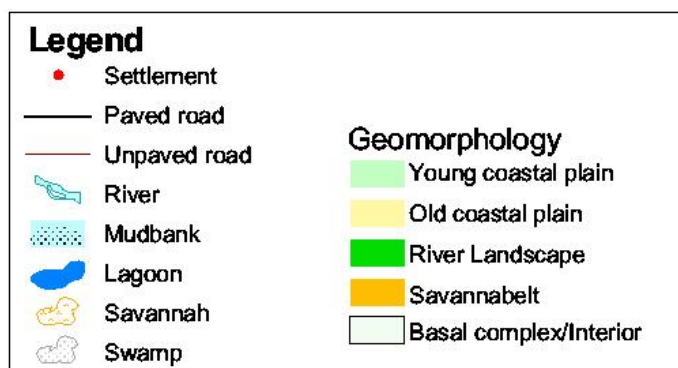 Legend
Settlement
Paved road
Unpaved road
River
Mudbank
Lagoon
Savannah
Swamp
Geomorphology
Young coastal plain
Old coastal plain
River Landscape
Savannabelt
Basal complex/Interior